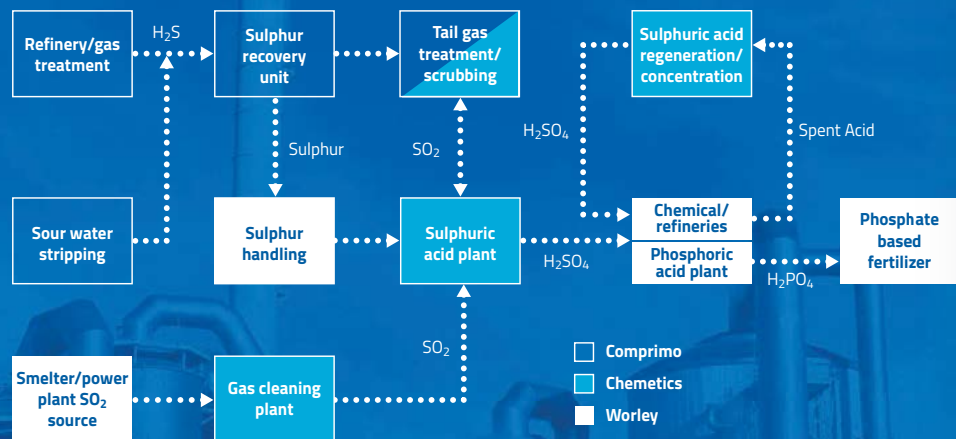 Refinery/gas
treatment
H₂S
Sulphur
recovery
unit
Tail gas
treatment/
scrubbing
Sulphuric acid
regeneration/
concentration
Sulphur
SO₂
H₂SO₄
Spent Acid
Sour water
stripping
Sulphur
handling
Sulphuric
acid plant
H₂SO₄
Chemical/
refineries
Phosphoric
acid plant
H₂PO₄
Phosphate
based
fertilizer
Smelter/power
plant SO₂
source
Gas cleaning
plant
SO₂
Comprimo
Chemetics
Worley